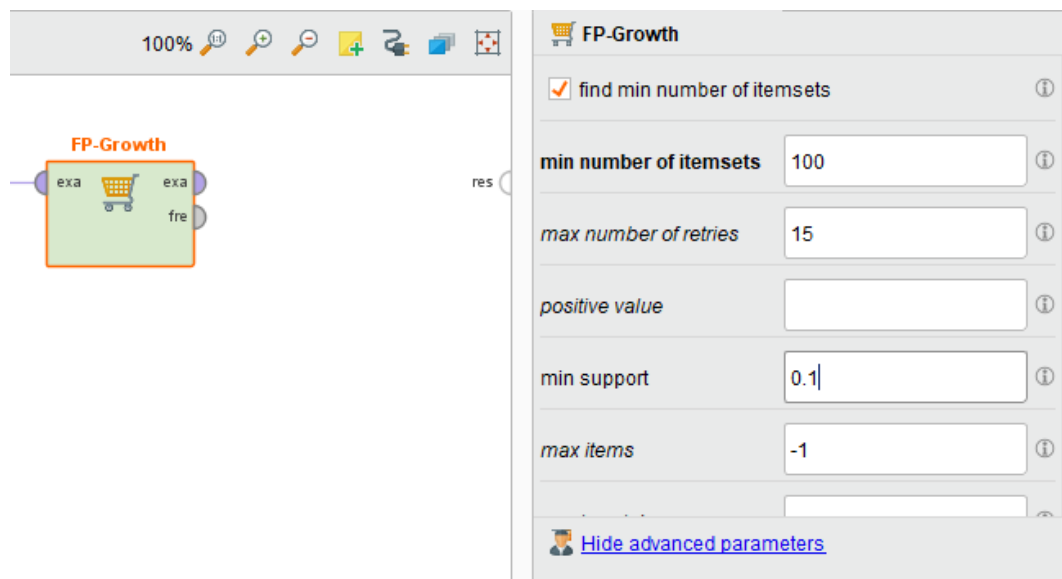 100%
FP-Growth
exa
exa
fre
res
FP-Growth
find min number of itemsets
min number of itemsets 100
max number of retries 15
positive value
min support 0.1
max items -1
Hide advanced parameters